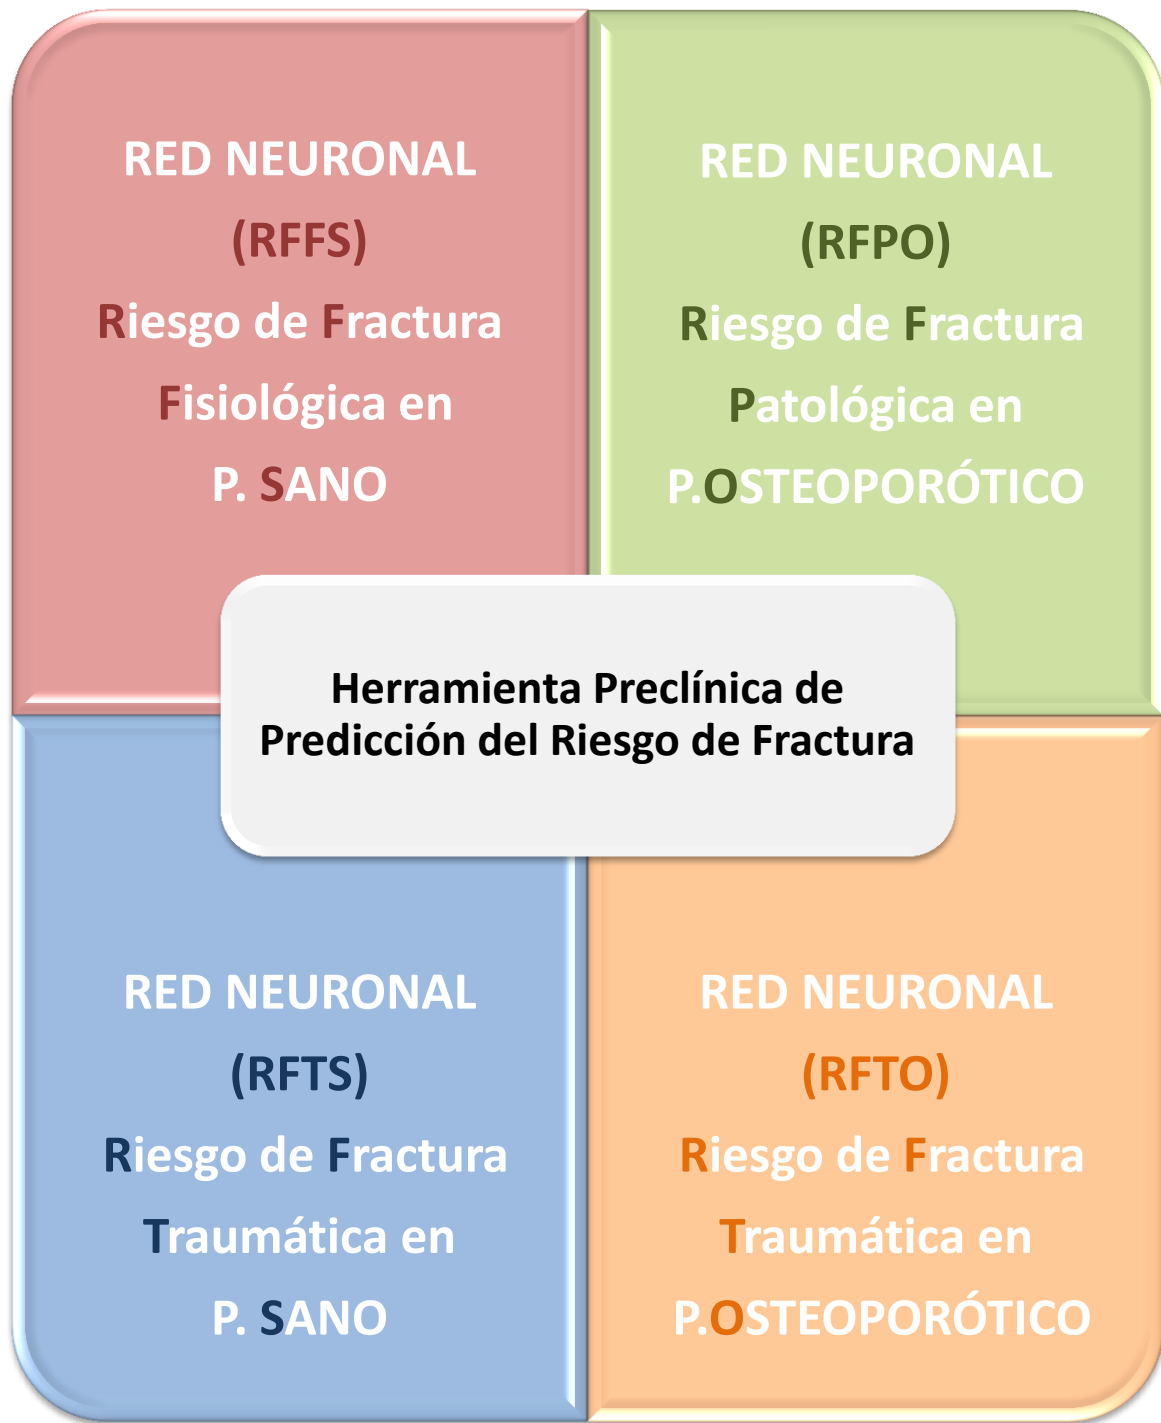 RED NEURONAL
(RFFS)
Riesgo de Fractura
Fisiológica en
P. SANO
RED NEURONAL
(RFPO)
Riesgo de Fractura
Patológica en
P.OSTEOPORÓTICO
Herramienta Preclínica de
Predicción del Riesgo de Fractura
RED NEURONAL
(RFTS)
Riesgo de Fractura
Traumática en
P. SANO
RED NEURONAL
(RFTO)
Riesgo de Fractura
Traumática en
P.OSTEOPORÓTICO